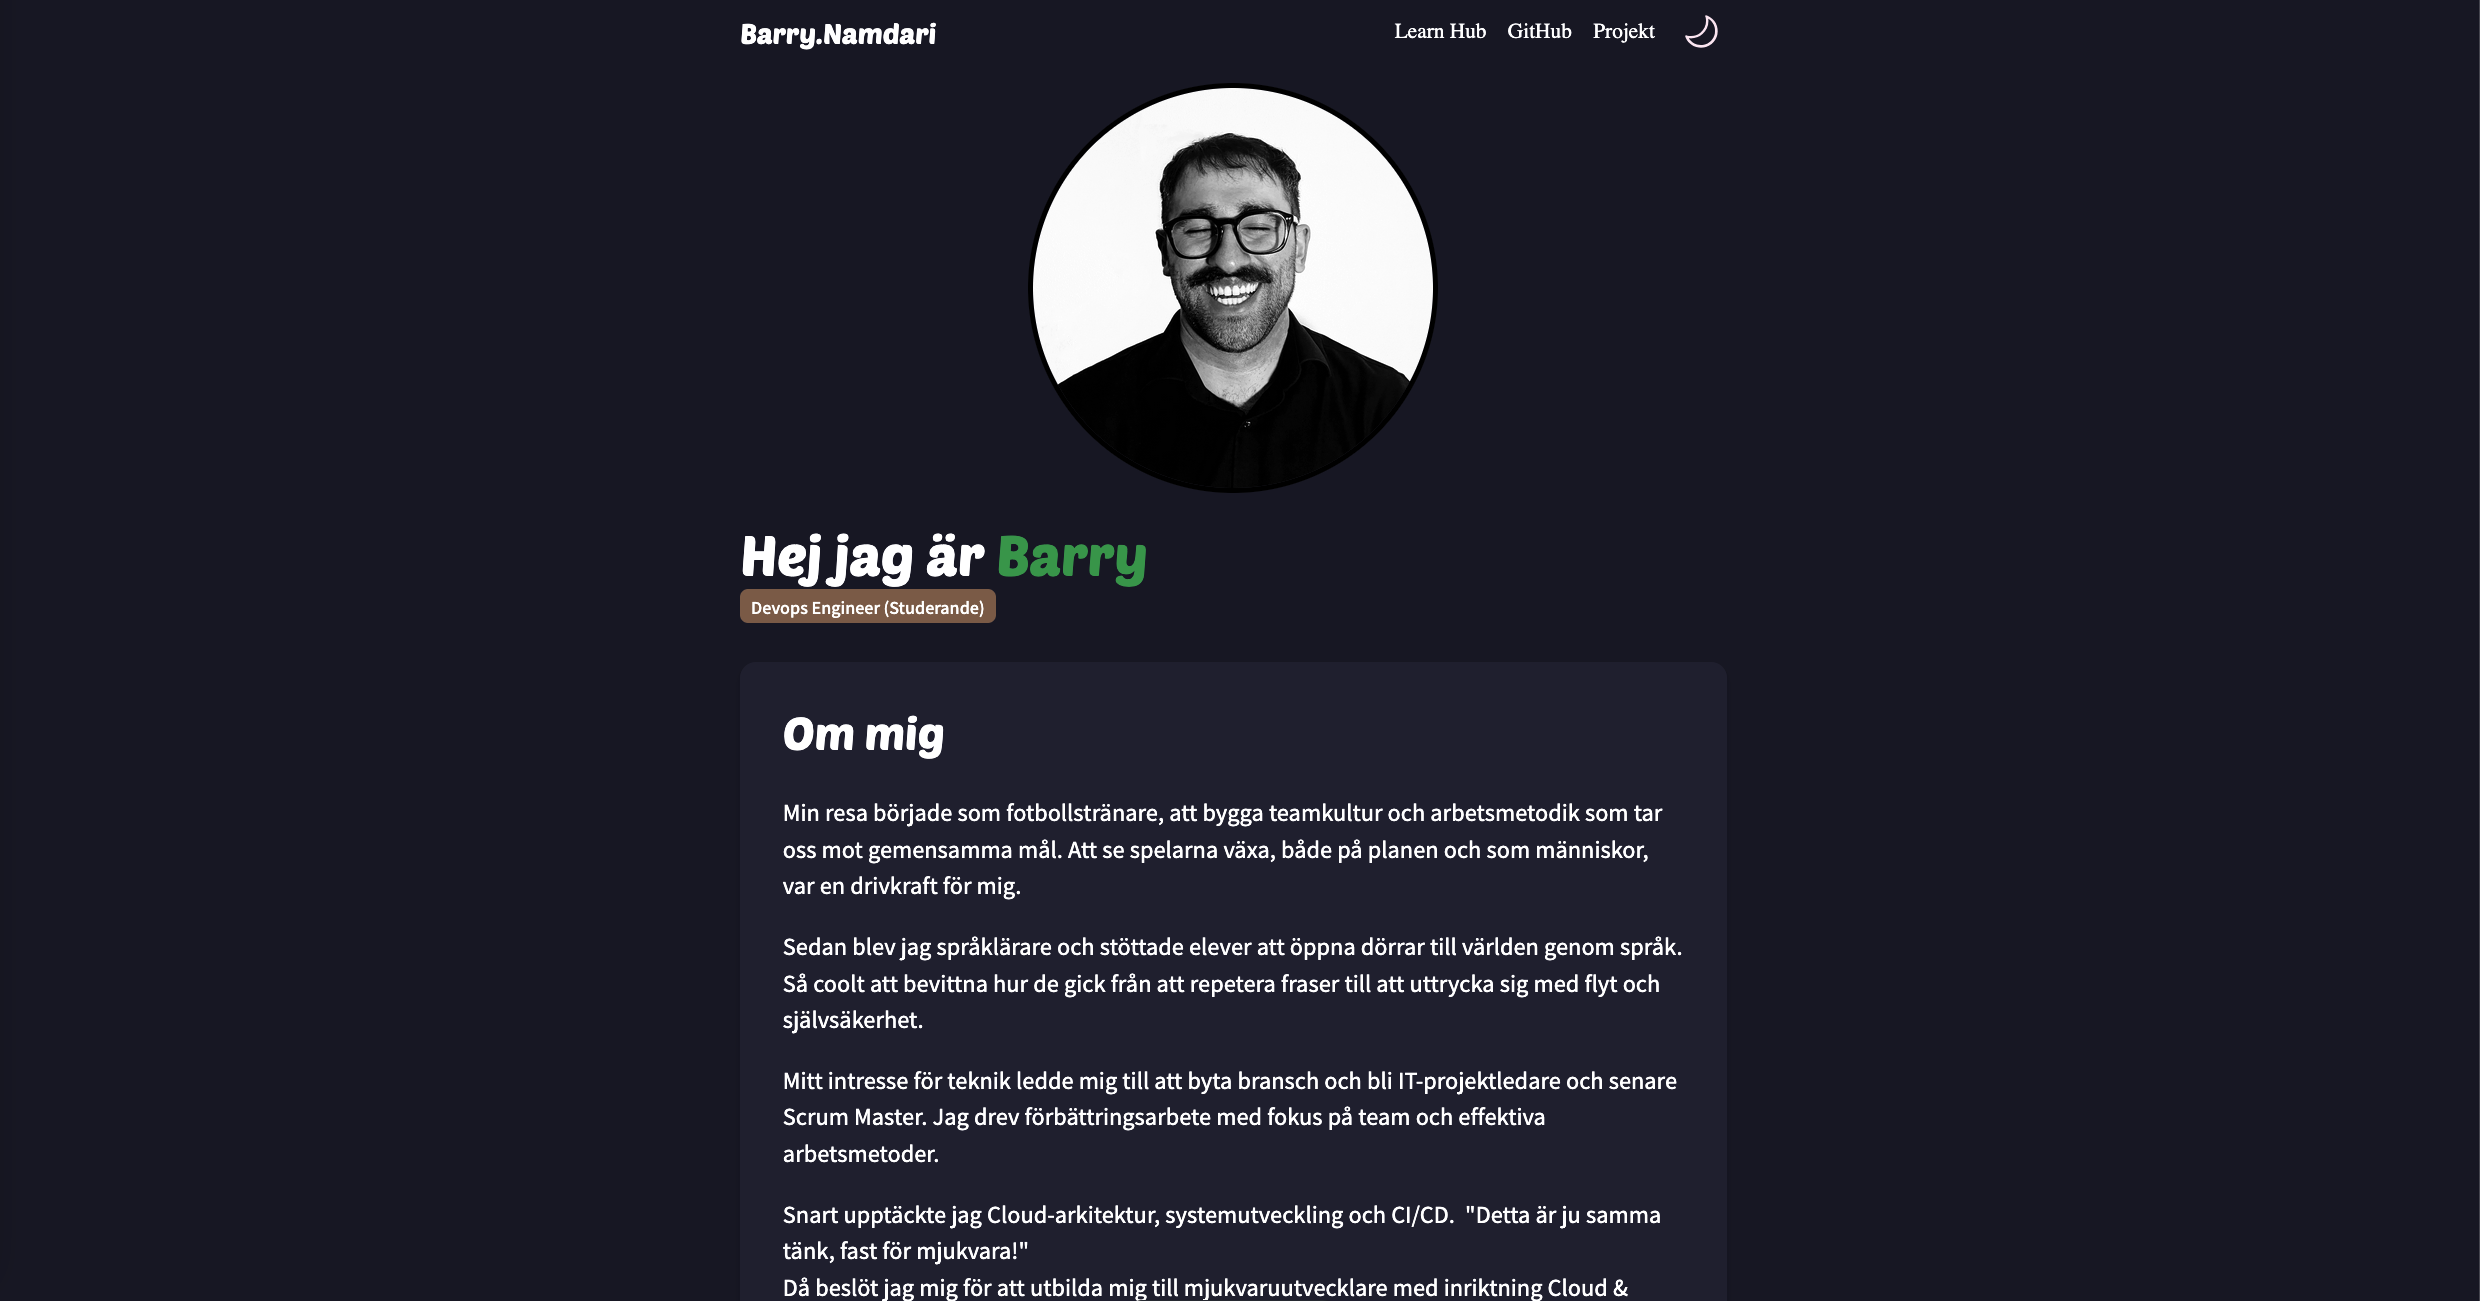 Barry.Namdari
Learn Hub GitHub Projekt
Hej jag är Barry
Devops Engineer (Studerande)
Om mig
Min resa började som fotbollstränare, att bygga teamkultur och arbetsmetodik som tar
oss mot gemensamma mål. Att se spelarna växa, både på planen och som människor,
var en drivkraft för mig.
Sedan blev jag språklärare och stöttade elever att öppna dörrar till världen genom språk.
Så coolt att bevittna hur de gick från att repetera fraser till att uttrycka sig med flyt och
självsäkerhet.
Mitt intresse för teknik ledde mig till att byta bransch och bli IT-projektledare och senare
Scrum Master. Jag drev förbättringsarbete med fokus på team och effektiva
arbetsmetoder.
Snart upptäckte jag Cloud-arkitektur, systemutveckling och CI/CD.  "Detta är ju samma
tänk, fast för mjukvara!"
Då beslöt jag mig för att utbilda mig till mjukvaruutvecklare med inriktning Cloud &